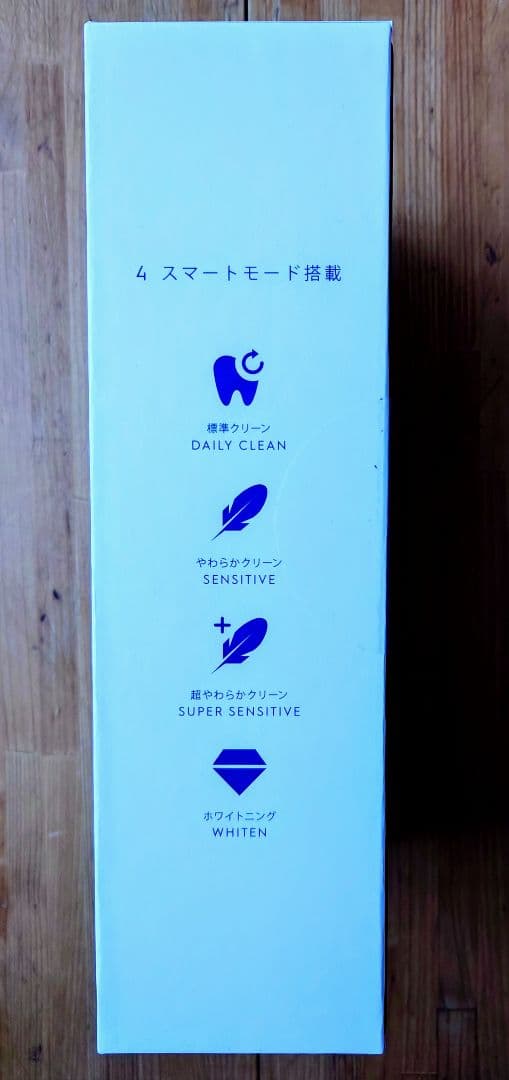 4 スマートモード搭載
標準クリーン
DAILY CLEAN
やわらかクリーン
SENSITIVE
超やわらかクリーン
SUPER SENSITIVE
ホワイトニング
WHITEN